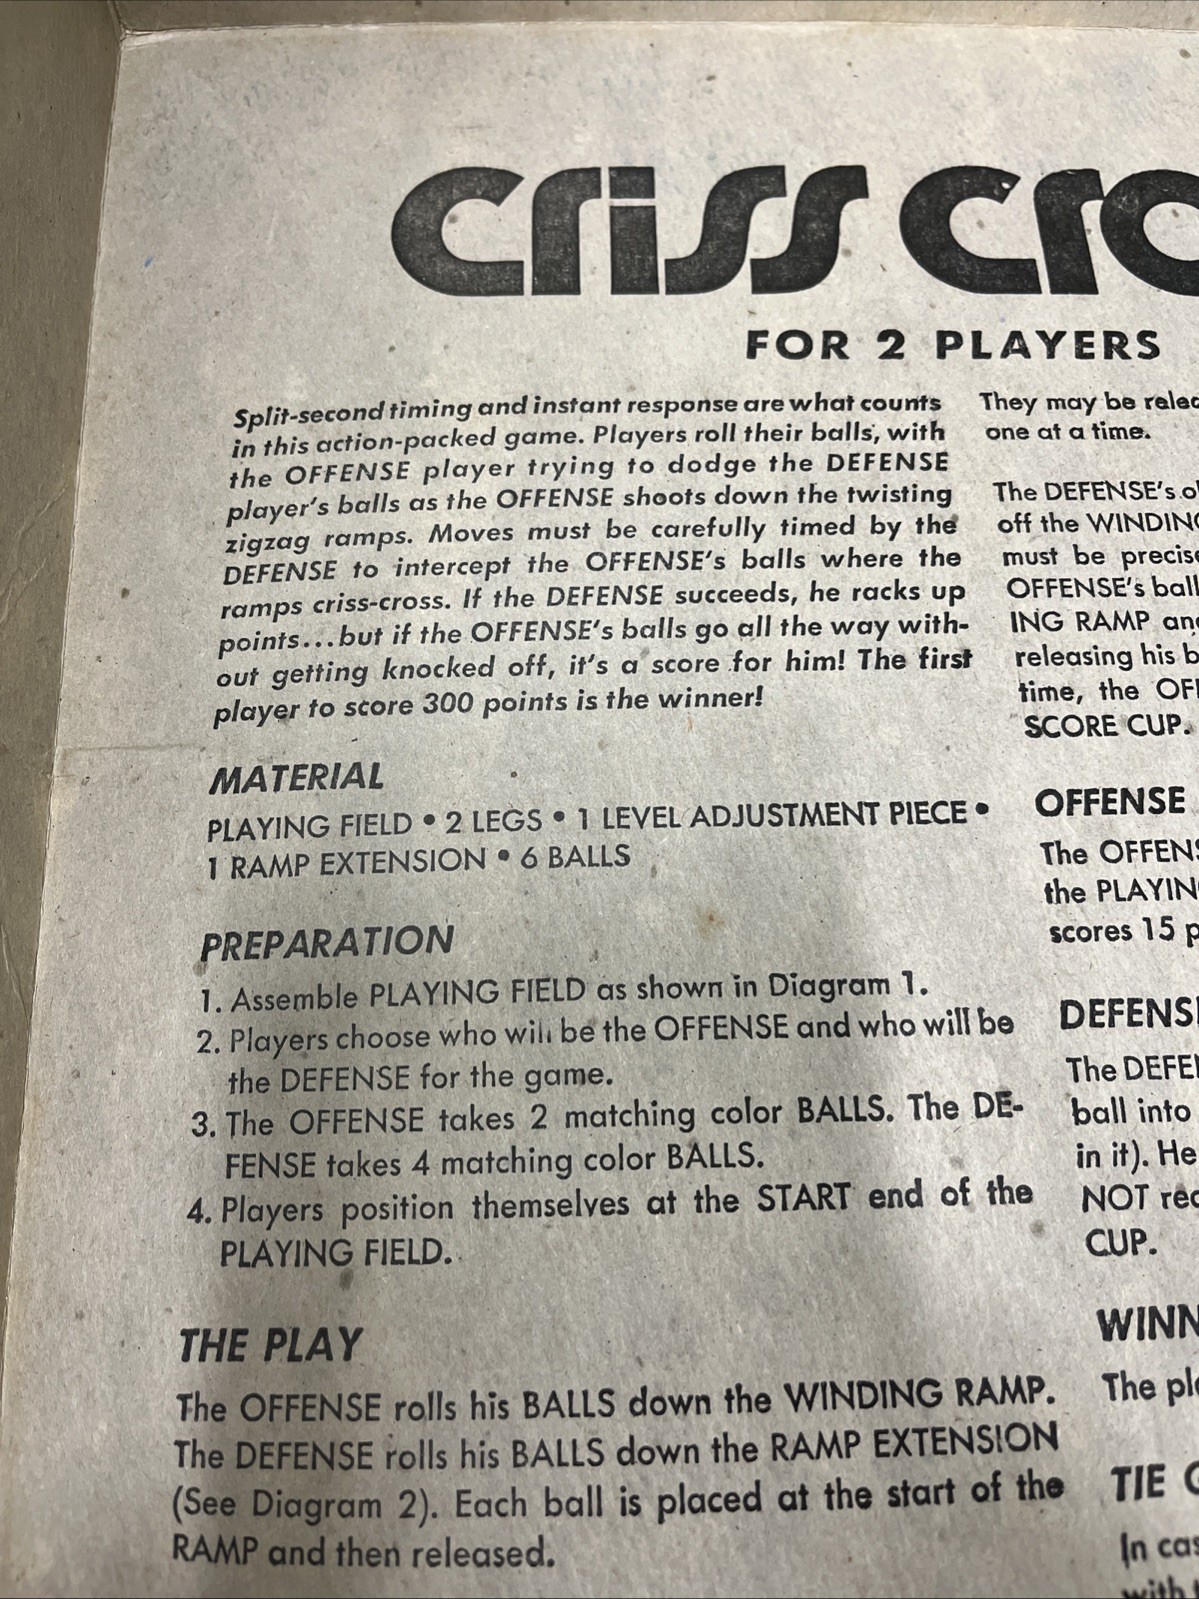 criss cro
FOR 2 PLAYERS
Split-second timing and instant response are what counts
in this action-packed game. Players roll their balls, with
the OFFENSE player trying to dodge the DEFENSE
player's balls as the OFFENSE shoots down the twisting
zigzag ramps. Moves must be carefully timed by the
DEFENSE to intercept the OFFENSE's balls where the
ramps criss-cross. If the DEFENSE succeeds, he racks up
points...but if the OFFENSE's balls go all the way with-
out getting knocked off, it's a score for him! The first
player to score 300 points is the winner!
MATERIAL
PLAYING FIELD • 2 LEGS • 1 LEVEL ADJUSTMENT PIECE •
1 RAMP EXTENSION • 6 BALLS
PREPARATION
1. Assemble PLAYING FIELD as shown in Diagram 1.
2. Players choose who will be the OFFENSE and who will be
the DEFENSE for the game.
3. The OFFENSE takes 2 matching color BALLS. The DE-
FENSE takes 4 matching color BALLS.
4. Players position themselves at the START end of the
PLAYING FIELD.
THE PLAY
The OFFENSE rolls his BALLS down the WINDING RAMP.
The DEFENSE rolls his BALLS down the RAMP EXTENSION
(See Diagram 2). Each ball is placed at the start of the
RAMP and then released.
They may be relea
one at a time.
The DEFENSE's o
off the WINDING
must be precise
OFFENSE's ball
ING RAMP an
releasing his b
time, the OF
SCORE CUP.
OFFENSE
The OFFENS
the PLAYIN
scores 15 p
DEFENS
The DEFE
ball into
in it). He
NOT rec
CUP.
WINN
The pl
TIE G
In cas
with t